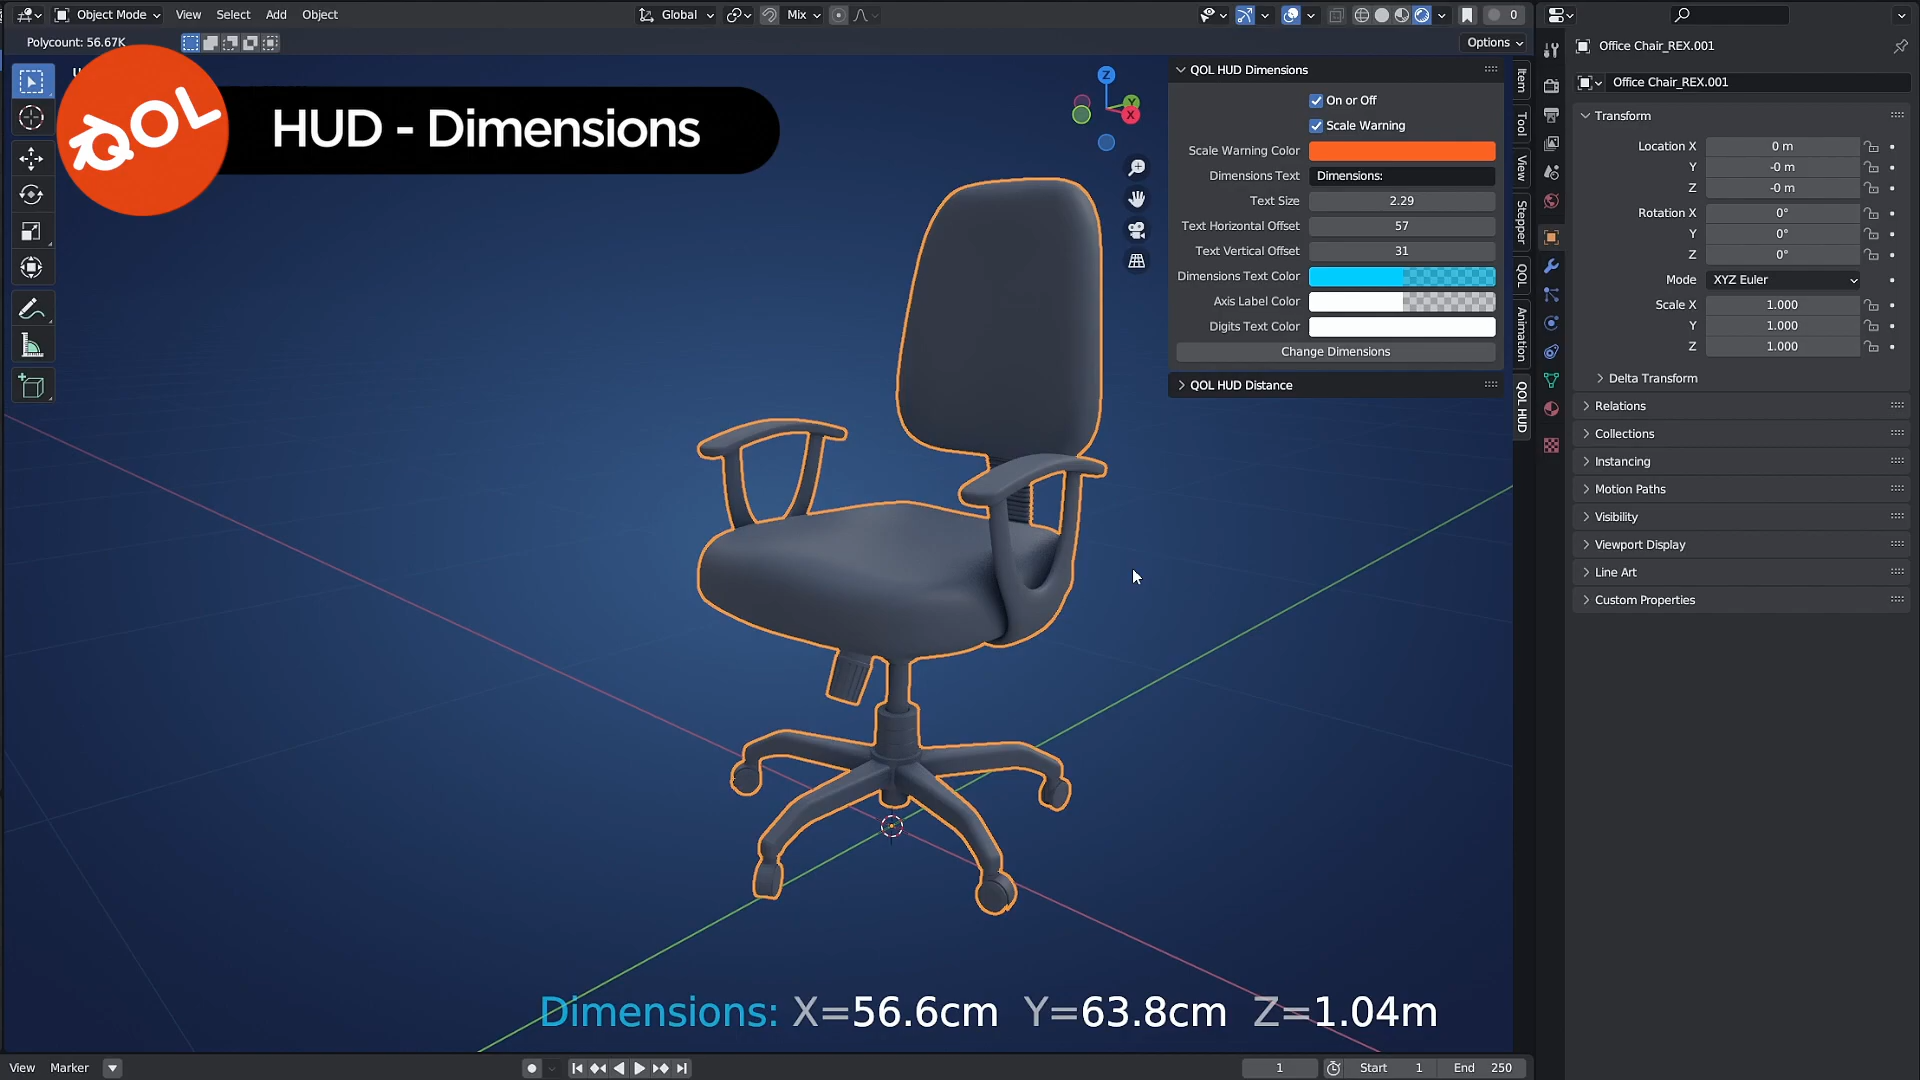 Object Mode View Select Add Object Global Mix 0
Polycount: 56.67K
Options
QOL
HUD - Dimensions
Z
Y
X
QOL HUD Dimensions
On or Off
Scale Warning
Scale Warning Color
Dimensions Text Dimensions:
Text Size 2.29
Text Horizontal Offset 57
Text Vertical Offset 31
Dimensions Text Color
Axis Label Color
Digits Text Color
Change Dimensions
QOL HUD Distance
Item
Tool
View
Stepper
QOL
Animation
QOL HUD
Office Chair_REX.001
Office Chair_REX.001
Transform
Location X 0 m
Y -0 m
Z -0 m
Rotation X 0°
Y 0°
Z 0°
Mode XYZ Euler
Scale X 1.000
Y 1.000
Z 1.000
Delta Transform
Relations
Collections
Instancing
Motion Paths
Visibility
Viewport Display
Line Art
Custom Properties
Dimensions: X=56.6cm Y=63.8cm Z=1.04m
View Marker 1 Start 1 End 250